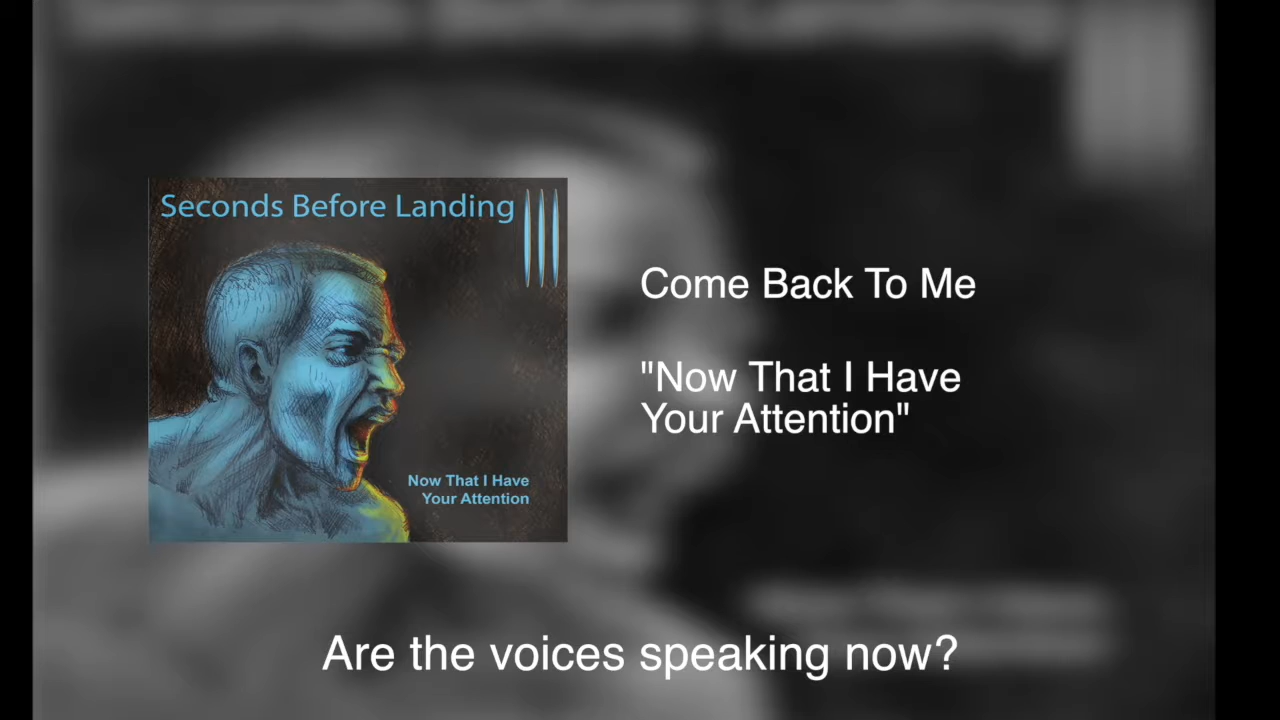 Seconds Before Landing
Now That I Have
Your Attention
Come Back To Me
"Now That I Have
Your Attention"
Are the voices speaking now?